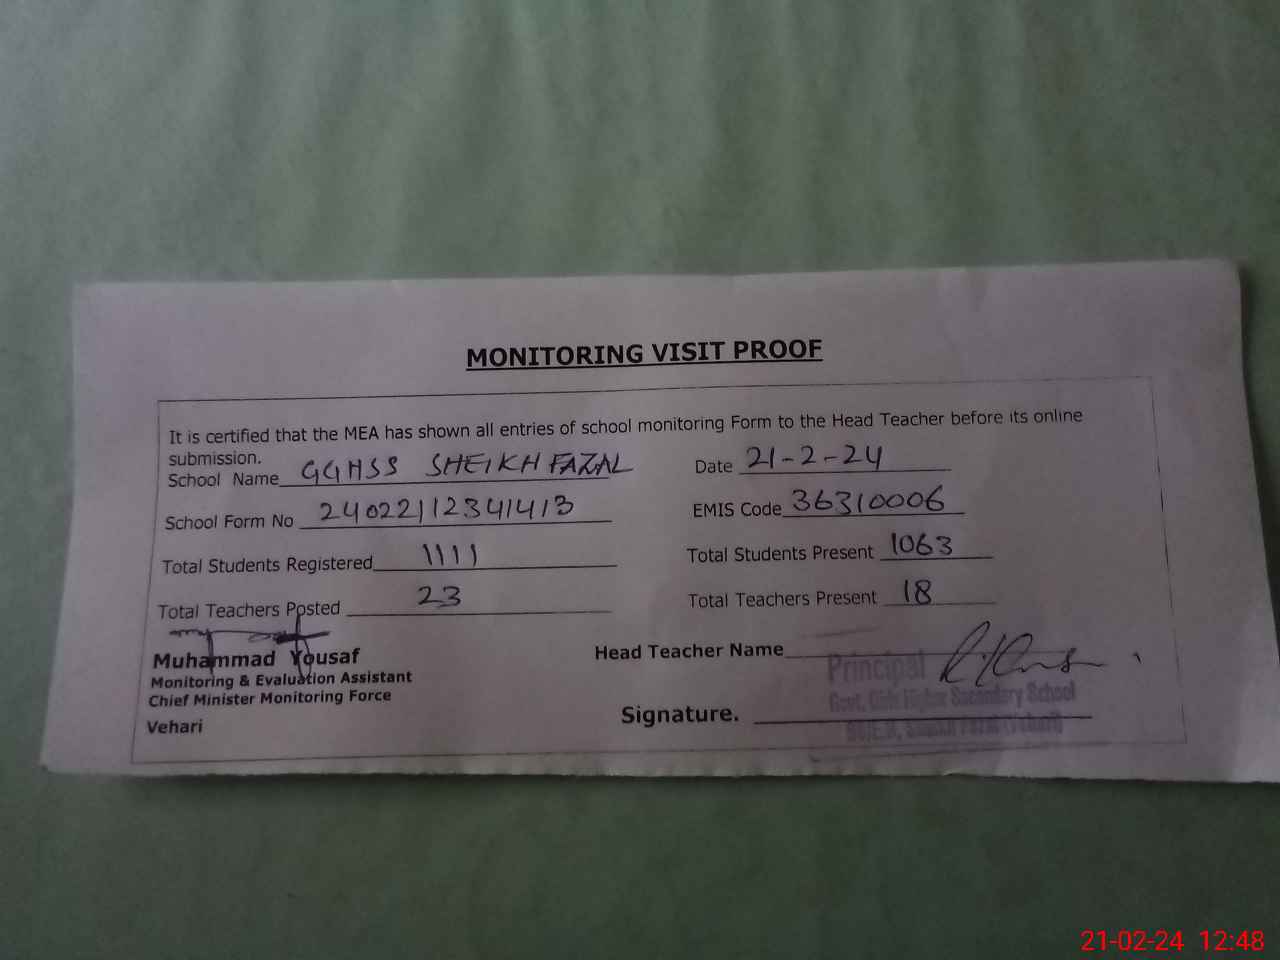 MONITORING VISIT PROOF
It is certified that the MEA has shown all entries of school monitoring Form to the Head Teacher before its online
submission.
School Name GGHSS SHEIKH FAZAL Date 21-2-24
School Form No 24022112341413 EMIS Code 36310006
Total Students Registered 1111 Total Students Present 1063
Total Teachers Posted 23 Total Teachers Present 18
Muhammad Yousaf
Monitoring & Evaluation Assistant
Chief Minister Monitoring Force
Vehari
Head Teacher Name
Signature.
Principal
Govt. Girls Higher Secondary School
Sheikh Fazal (Vehari)
21-02-24 12:48